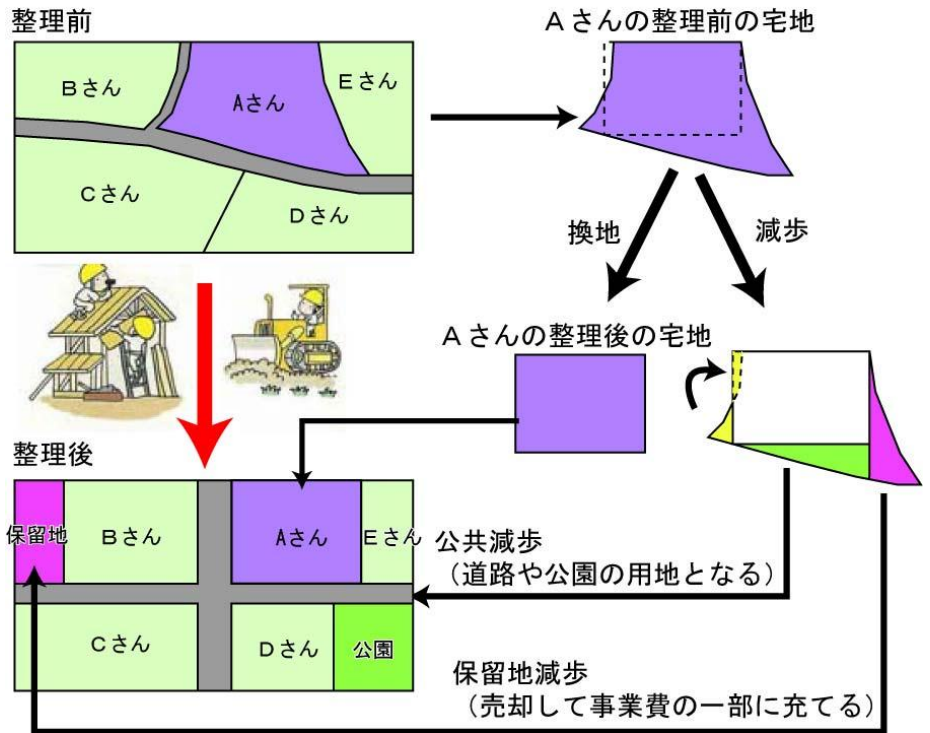 整理前
Bさん
Aさん
Eさん
Cさん
Dさん
Aさんの整理前の宅地
換地
減歩
Aさんの整理後の宅地
整理後
保留地
Bさん
Aさん
Eさん
Cさん
Dさん
公園
公共減歩
(道路や公園の用地となる)
保留地減歩
(売却して事業費の一部に充てる)